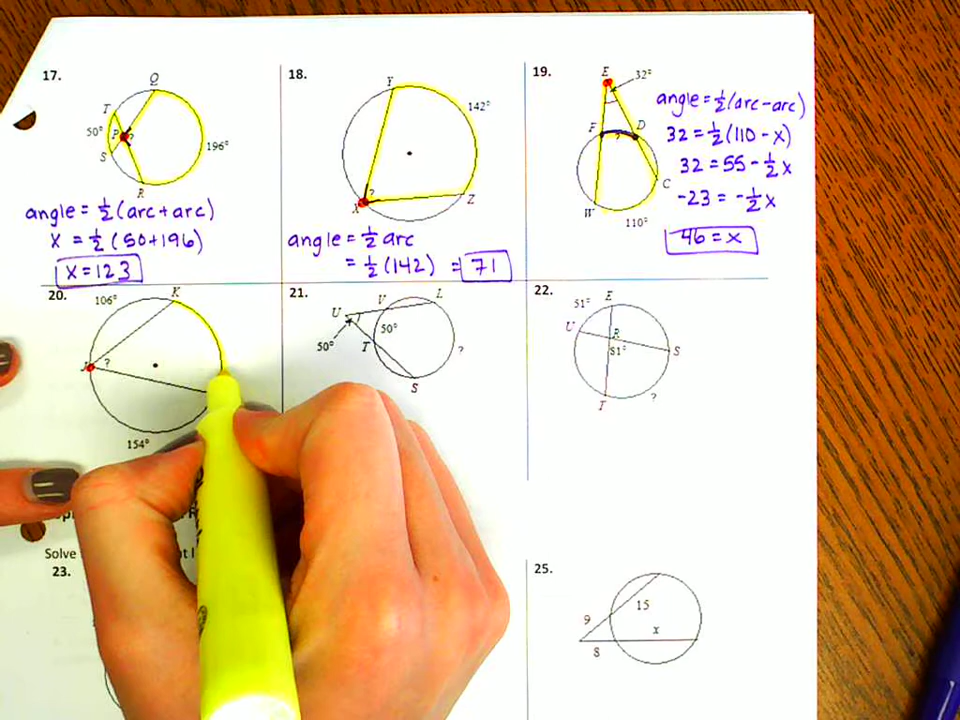 17.
Q
T
50°
P
?
S
196°
R
angle = ½(arc + arc)
x = ½(50+196)
x = 123
18.
Y
142°
?
X
Z
angle = ½ arc
= ½(142) = 71
19.
E
32°
F
D
?
C
W
110°
angle = ½(arc - arc)
32 = ½(110 - x)
32 = 55 - ½x
-23 = -½x
46 = x
20.
106°
K
J
?
154°
21.
V
L
U
50°
50°
T
?
S
22.
51°
E
U
R
81°
S
T
?
Solve
23.
25.
9
15
x
8